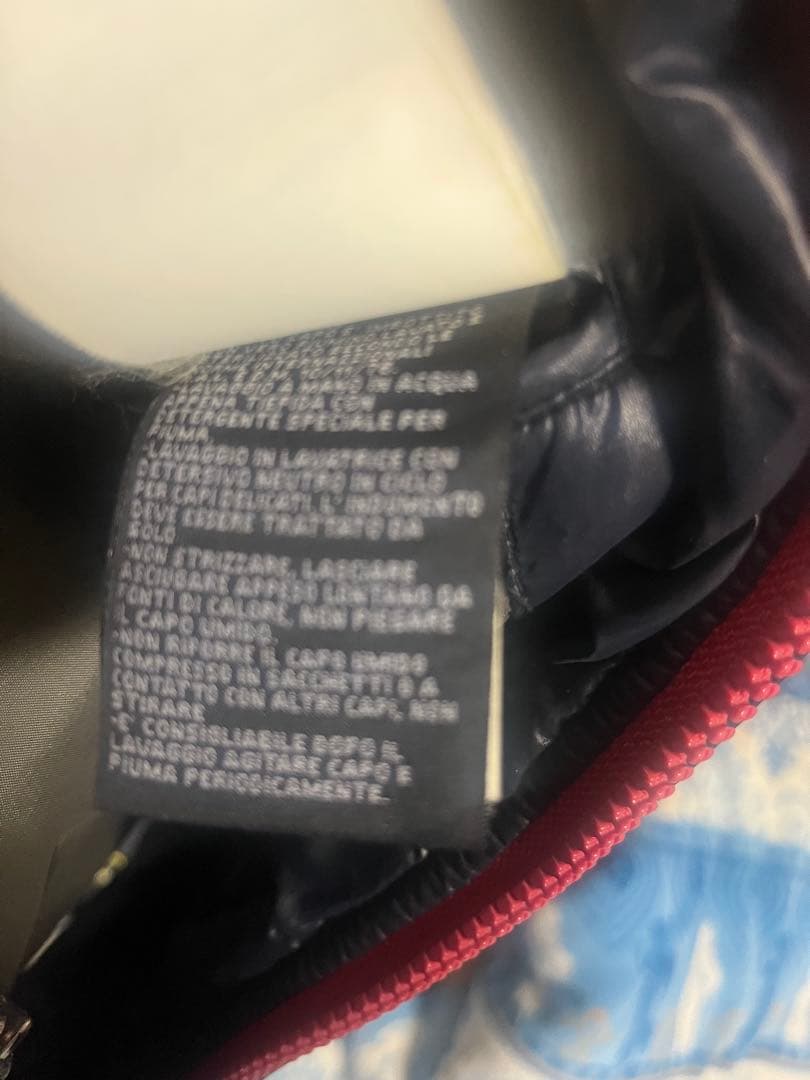 LAVAGGIO A MANO IN ACQUA
APPENA TIEPIDA CON
DETERGENTE SPECIALE PER
PIUMA
-LAVAGGIO IN LAVATRICE CON
DETERSIVO NEUTRO IN CICLO
PER CAPI DELICATI. L'INDUMENTO
DEVE ESSERE TRATTATO DA
SOLO
-NON STRIZZARE, LASCIARE
ASCIUGARE APPESO LONTANO DA
FONTI DI CALORE, NON PIEGARE
IL CAPO UMIDO.
-NON RIPORRE IL CAPO UMIDO
COMPRESSO IN SACCHETTI O A
CONTATTO CON ALTRI CAPI, NON
STIRARE
-E' CONSIGLIABILE DOPO IL
LAVAGGIO AGITARE CAPO E
PIUMA PERIODICAMENTE.